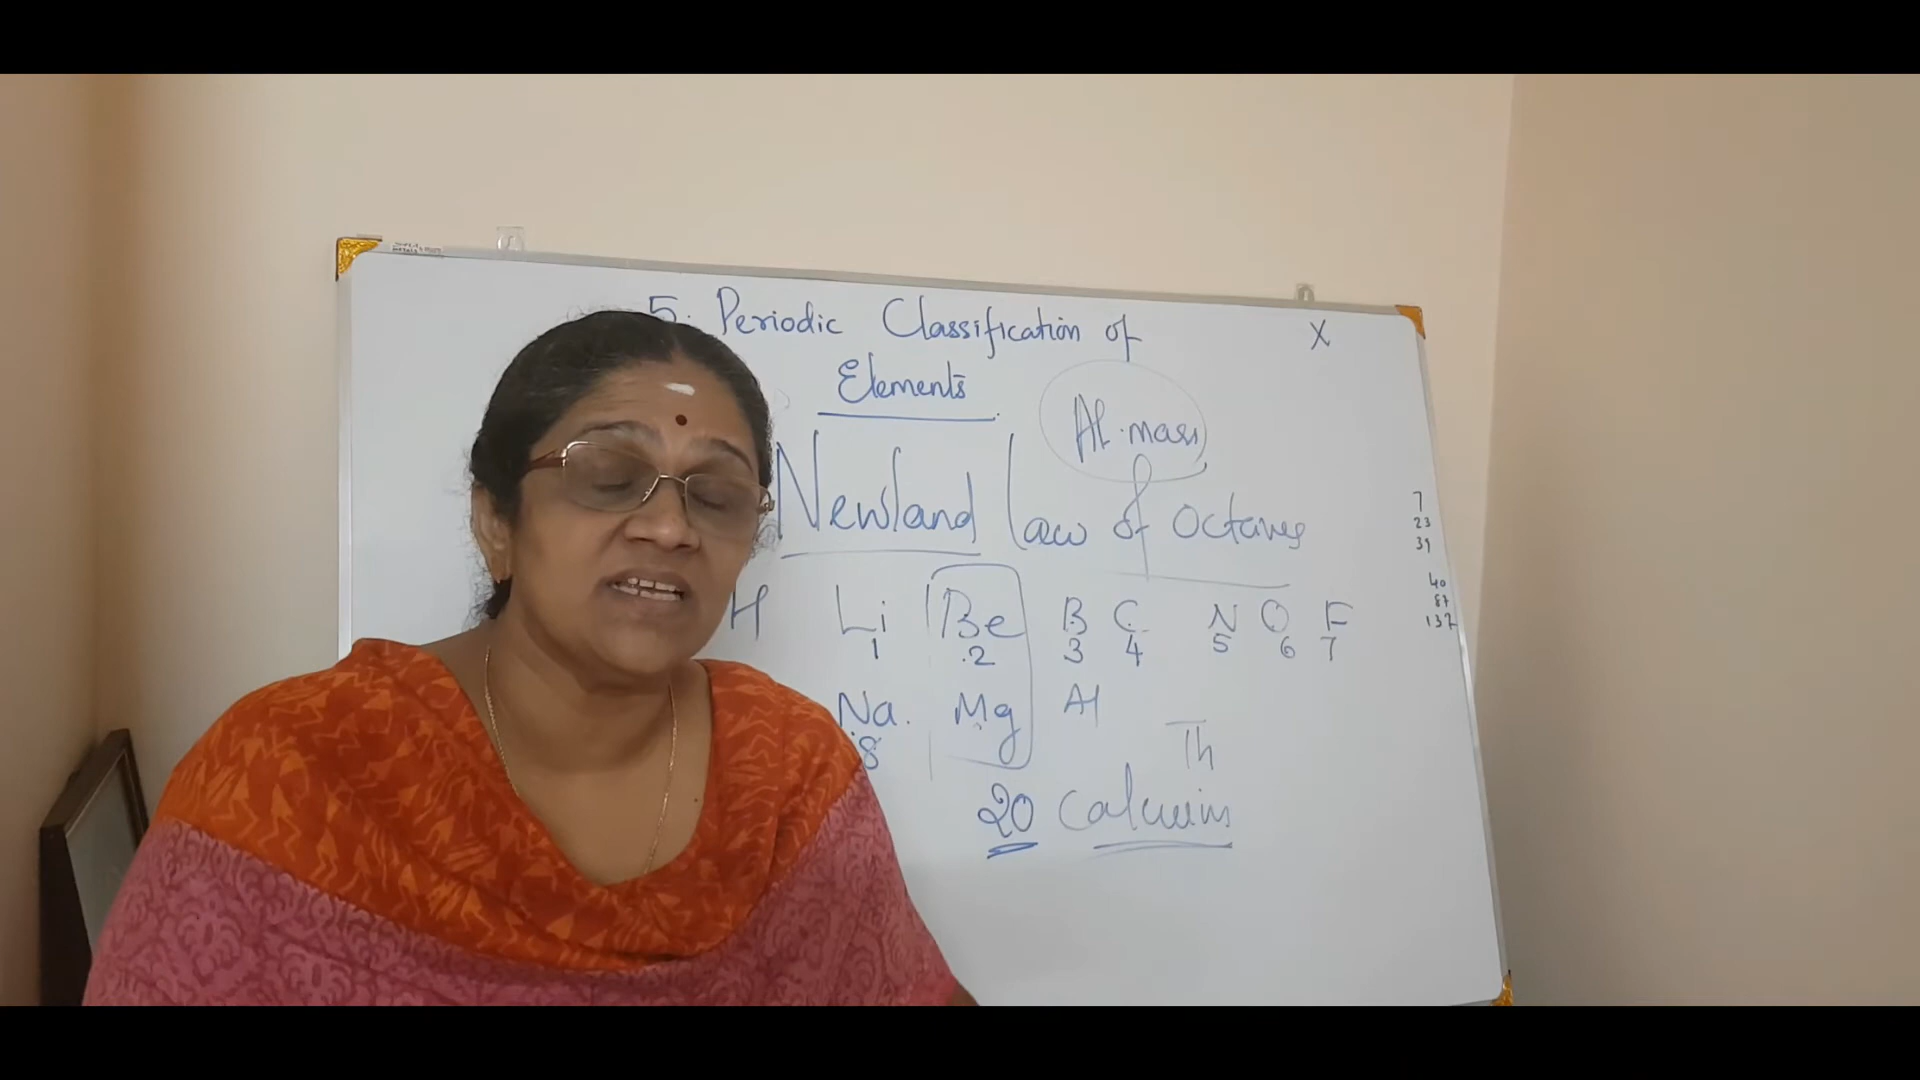 5. Periodic Classification of
X
Elements
At. mass
Newland Law of Octaves
7
23
39
40
87
137
H Li Be B C N O F
1 2 3 4 5 6 7
Na. Mg Al
8
Th
20 Calcuim